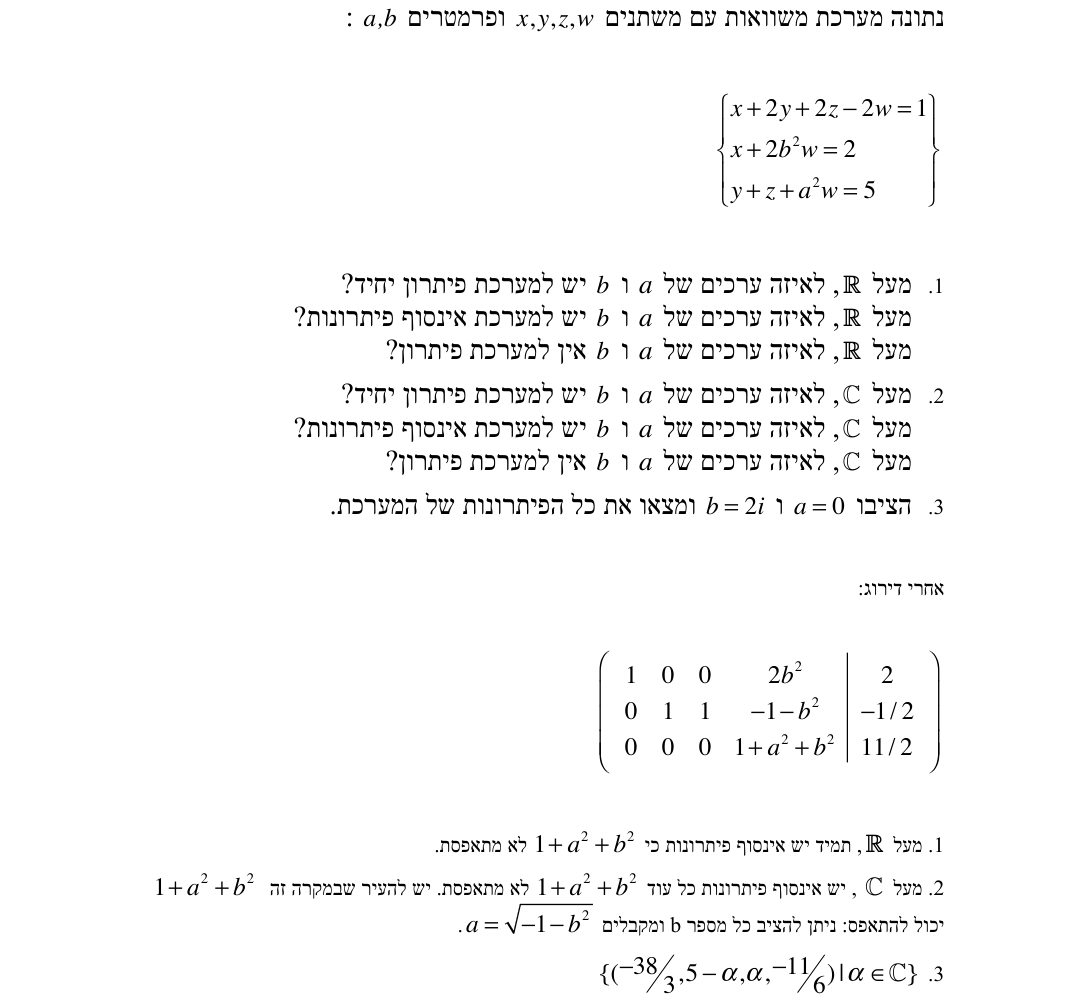 נתונה מערכת משוואות עם משתנים x,y,z,w ופרמטרים a,b :
x+2y+2z−2w=1
x+2b²w=2
y+z+a²w=5
1. מעל ℝ, לאיזה ערכים של a ו b יש למערכת פיתרון יחיד?
מעל ℝ, לאיזה ערכים של a ו b יש למערכת אינסוף פיתרונות?
מעל ℝ, לאיזה ערכים של a ו b אין למערכת פיתרון?
2. מעל ℂ, לאיזה ערכים של a ו b יש למערכת פיתרון יחיד?
מעל ℂ, לאיזה ערכים של a ו b יש למערכת אינסוף פיתרונות?
מעל ℂ, לאיזה ערכים של a ו b אין למערכת פיתרון?
3. הציבו a=0 ו b=2i ומצאו את כל הפיתרונות של המערכת.
אחרי דירוג:
1 0 0 2b² | 2
0 1 1 −1−b² | −1/2
0 0 0 1+a²+b² | 11/2
1. מעל ℝ, תמיד יש אינסוף פיתרונות כי 1+a²+b² לא מתאפסת.
2. מעל ℂ , יש אינסוף פיתרונות כל עוד 1+a²+b² לא מתאפסת. יש להעיר שבמקרה זה 1+a²+b²
יכול להתאפס: ניתן להציב כל מספר b ומקבלים a=√(−1−b²).
3. {(−38/3,5−α,α,−11/6)|α∈ℂ}